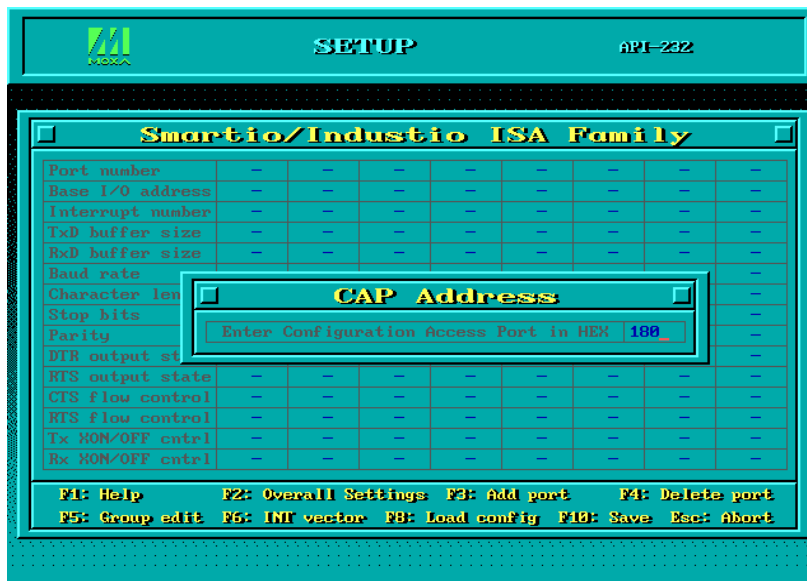 MOXA SETUP API-232
Smartio/Industio ISA Family
Port number – – – – – – – –
Base I/O address – – – – – – – –
Interrupt number – – – – – – – –
TxD buffer size – – – – – – – –
RxD buffer size – – – – – – – –
Baud rate –
Character len –
Stop bits –
Parity –
DTR output st –
RTS output state – – – – – – – –
CTS flow control – – – – – – – –
RTS flow control – – – – – – – –
Tx XON/OFF cntrl – – – – – – – –
Rx XON/OFF cntrl – – – – – – – –
CAP Address
Enter Configuration Access Port in HEX 180_
F1: Help F2: Overall Settings F3: Add port F4: Delete port
F5: Group edit F6: INT vector F8: Load config F10: Save Esc: Abort